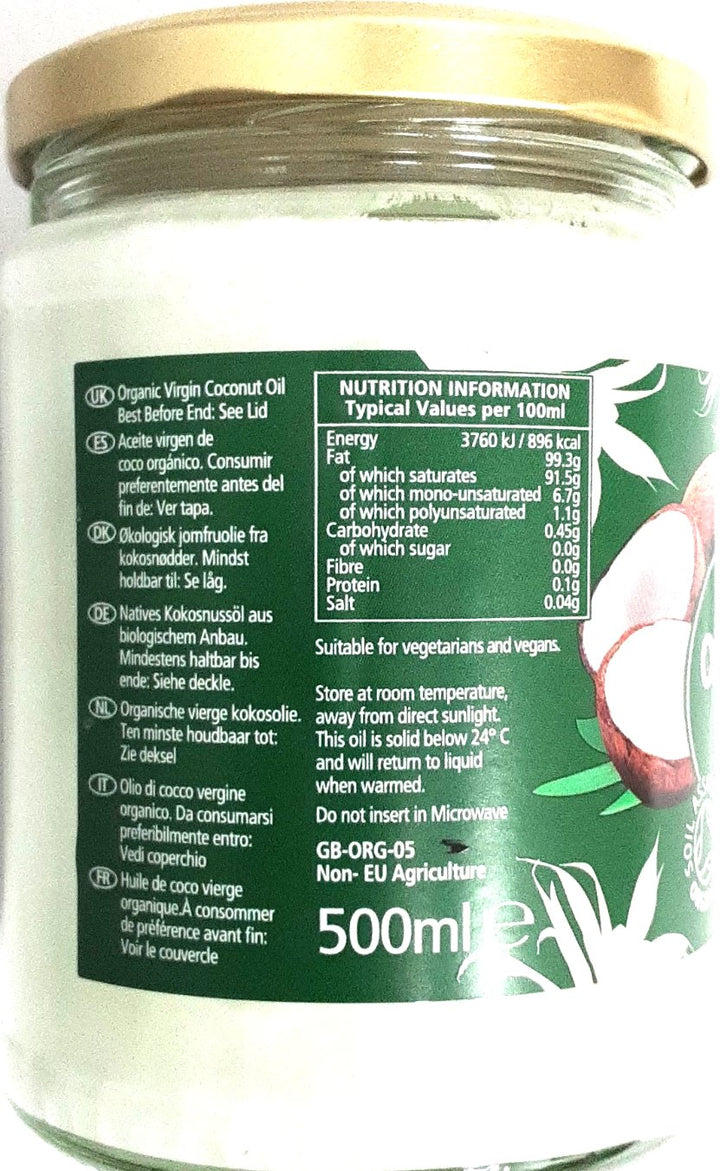 UK Organic Virgin Coconut Oil
Best Before End: See Lid
ES Aceite virgen de
coco orgánico. Consumir
preferentemente antes del
fin de: Ver tapa.
DK Økologisk jomfruolie fra
kokosnødder. Mindst
holdbar til: Se låg.
DE Natives Kokosnussöl aus
biologischem Anbau.
Mindestens haltbar bis
ende: Siehe deckle.
NL Organische vierge kokosolie.
Ten minste houdbaar tot:
Zie deksel
IT Olio di cocco vergine
organico. Da consumarsi
preferibilmente entro:
Vedi coperchio
FR Huile de coco vierge
organique.À consommer
de préférence avant fin:
Voir le couvercle
NUTRITION INFORMATION
Typical Values per 100ml
Energy 3760 kJ / 896 kcal
Fat 99.3g
of which saturates 91.5g
of which mono-unsaturated 6.7g
of which polyunsaturated 1.1g
Carbohydrate 0.45g
of which sugar 0.0g
Fibre 0.0g
Protein 0.1g
Salt 0.04g
Suitable for vegetarians and vegans.
Store at room temperature,
away from direct sunlight.
This oil is solid below 24° C
and will return to liquid
when warmed.
Do not insert in Microwave
GB-ORG-05
Non- EU Agriculture
500ml e
SOIL